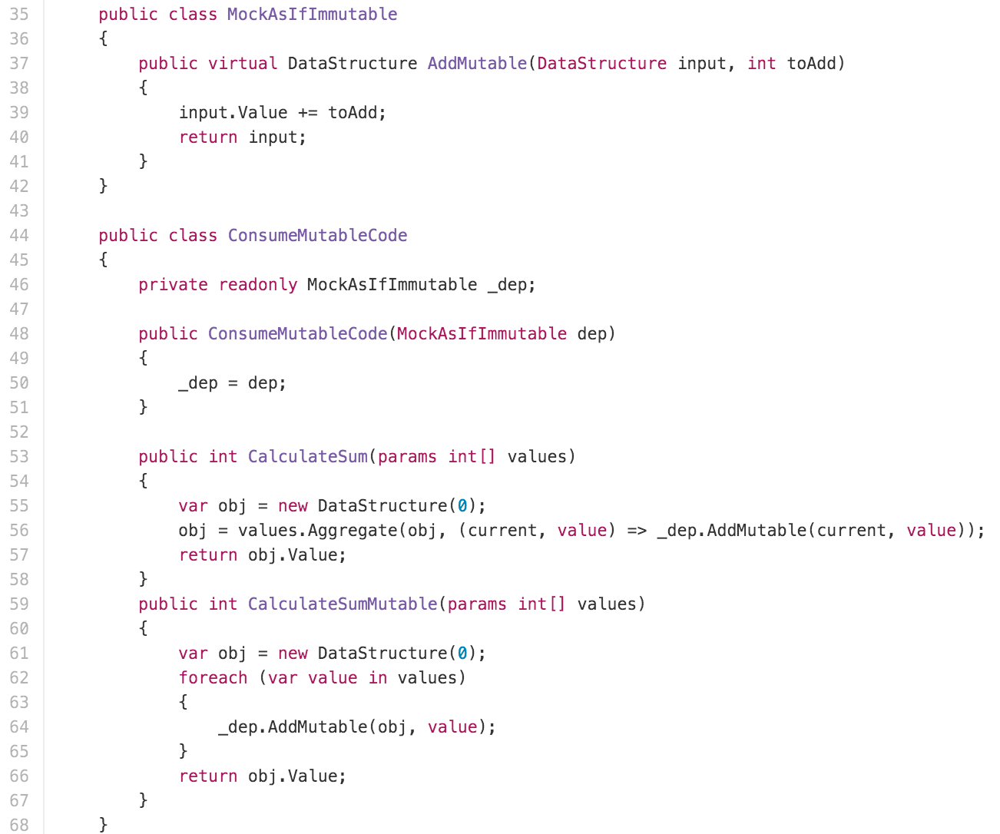 35 public class MockAsIfImmutable
36 {
37 public virtual DataStructure AddMutable(DataStructure input, int toAdd)
38 {
39 input.Value += toAdd;
40 return input;
41 }
42 }
43
44 public class ConsumeMutableCode
45 {
46 private readonly MockAsIfImmutable _dep;
47
48 public ConsumeMutableCode(MockAsIfImmutable dep)
49 {
50 _dep = dep;
51 }
52
53 public int CalculateSum(params int[] values)
54 {
55 var obj = new DataStructure(0);
56 obj = values.Aggregate(obj, (current, value) => _dep.AddMutable(current, value));
57 return obj.Value;
58 }
59 public int CalculateSumMutable(params int[] values)
60 {
61 var obj = new DataStructure(0);
62 foreach (var value in values)
63 {
64 _dep.AddMutable(obj, value);
65 }
66 return obj.Value;
67 }
68 }